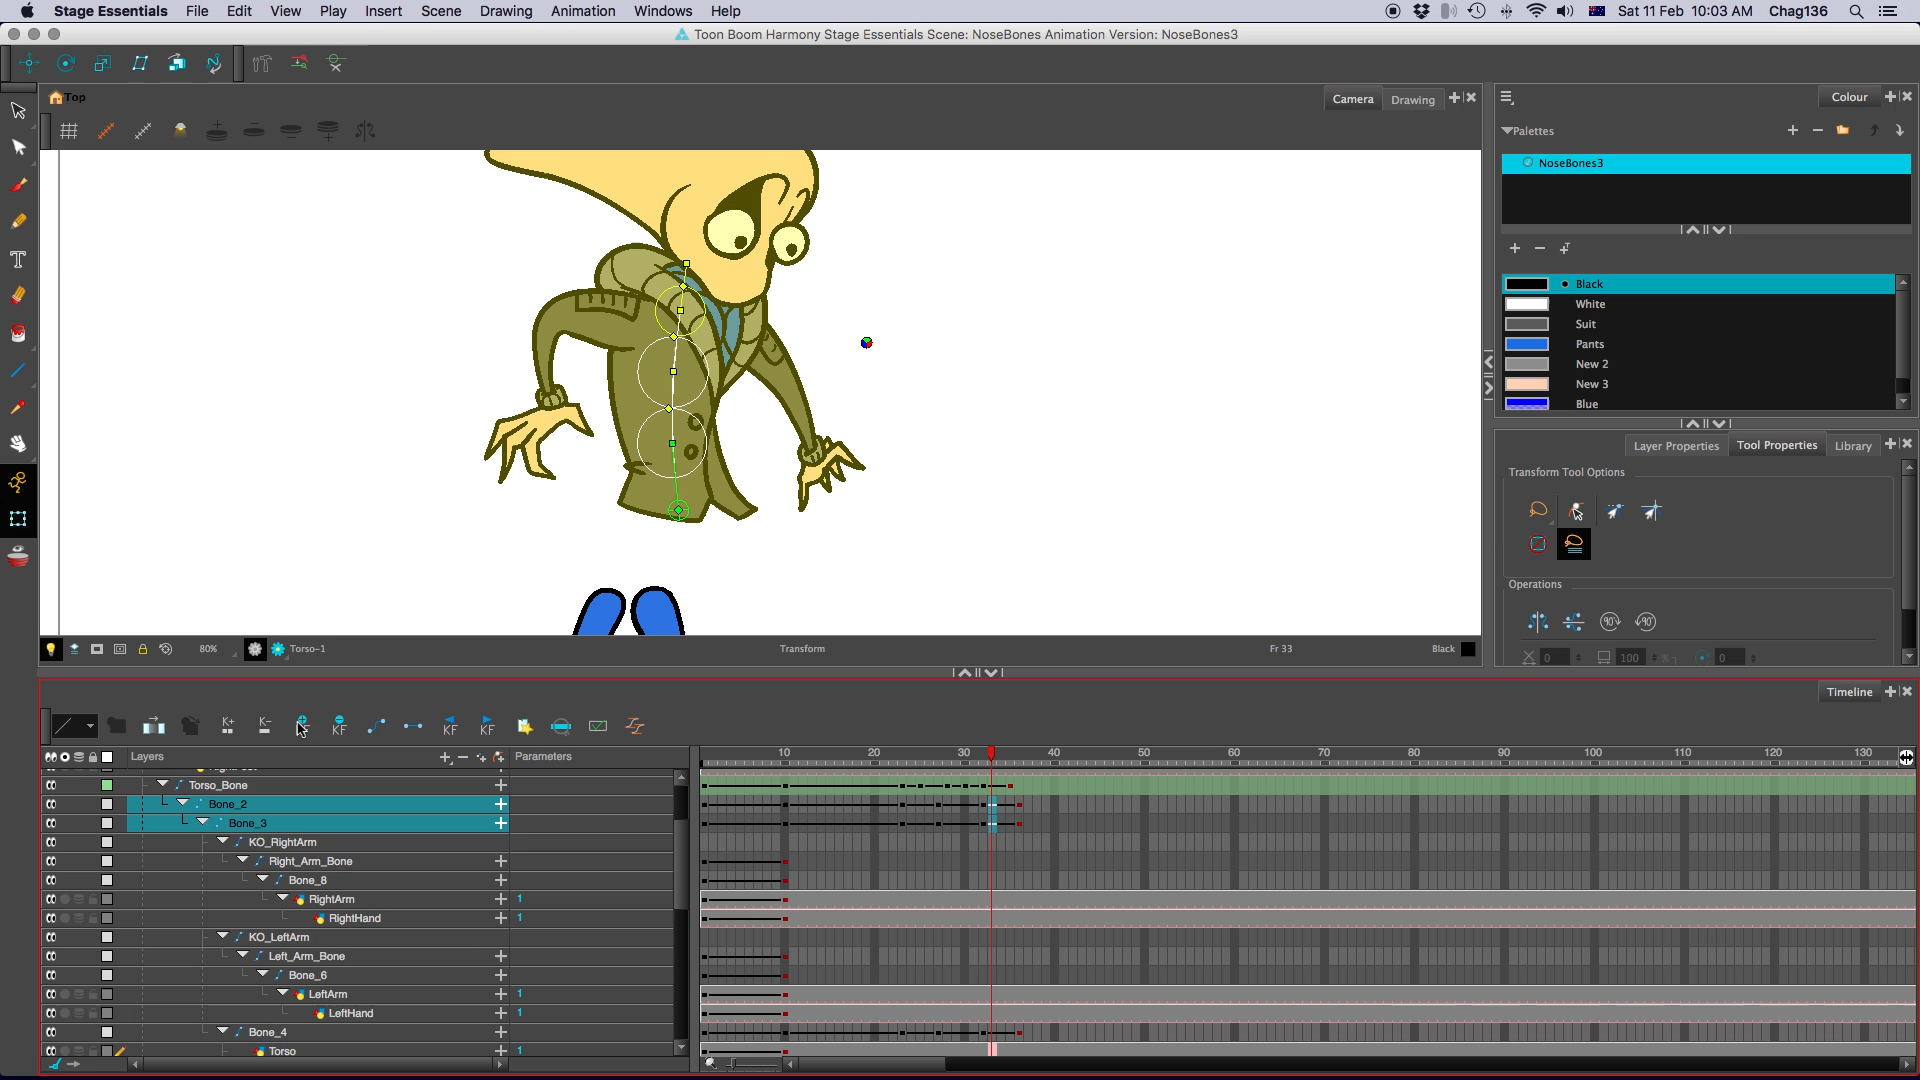 Stage Essentials File Edit View Play Insert Scene Drawing Animation Windows Help Sat 11 Feb 10:03 AM Chag136
Toon Boom Harmony Stage Essentials Scene: NoseBones Animation Version: NoseBones3
Top Camera Drawing Colour
Palettes
NoseBones3
Black
White
Suit
Pants
New 2
New 3
Blue
Layer Properties Tool Properties Library
Transform Tool Options
Operations
90° 90°
0 100 % 0
80% Torso-1 Transform Fr 33 Black
Timeline
K+ K- KF KF KF KF
Layers Parameters 10 20 30 40 50 60 70 80 90 100 110 120 130
Torso_Bone
Bone_2
Bone_3
KO_RightArm
Right_Arm_Bone
Bone_8
RightArm 1
RightHand 1
KO_LeftArm
Left_Arm_Bone
Bone_6
LeftArm 1
LeftHand 1
Bone_4
Torso 1